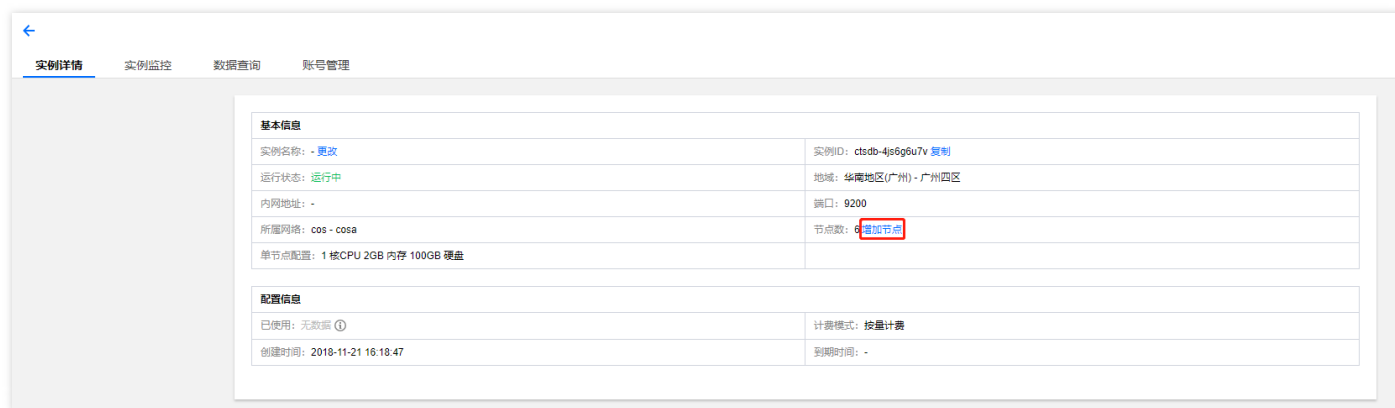 实例详情 实例监控 数据查询 账号管理
基本信息
实例名称: - 更改 实例ID: ctsdb-4js6g6u7v 复制
运行状态: 运行中 地域: 华南地区(广州) - 广州四区
内网地址: - 端口: 9200
所属网络: cos - cosa 节点数: 6 增加节点
单节点配置: 1 核CPU 2GB 内存 100GB 硬盘
配置信息
已使用: 无数据 计费模式: 按量计费
创建时间: 2018-11-21 16:18:47 到期时间: -